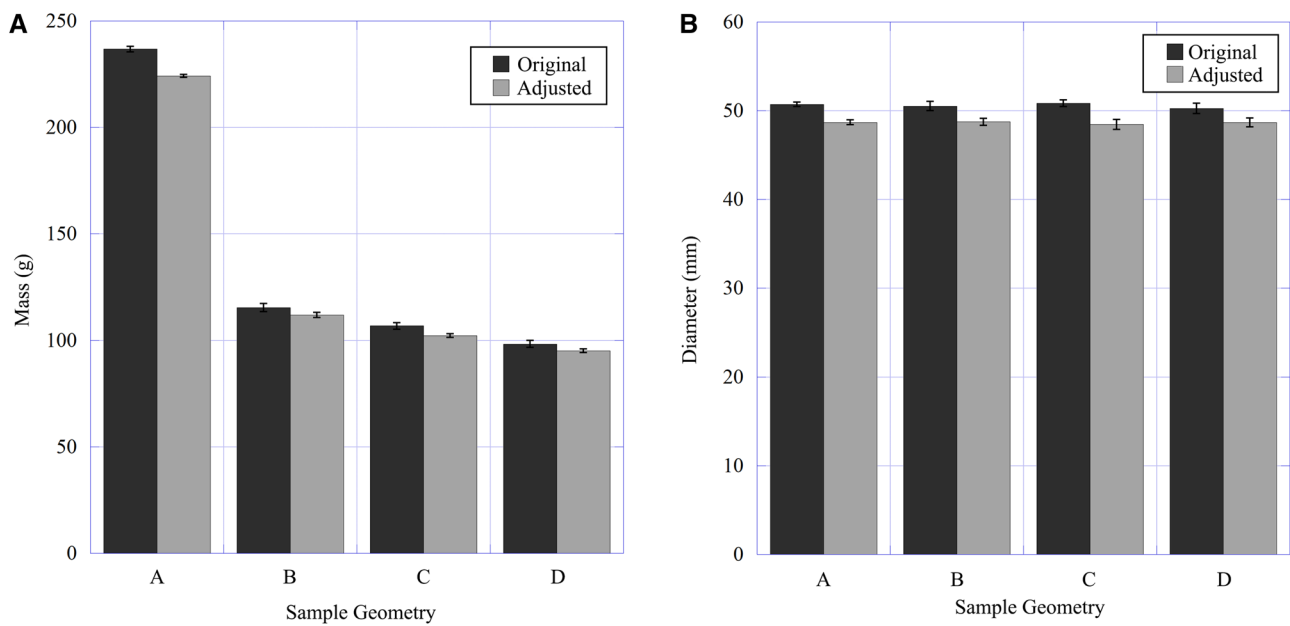 A
Mass (g)
250
200
150
100
50
0
Original
Adjusted
A B C D
Sample Geometry
B
Diameter (mm)
60
50
40
30
20
10
0
Original
Adjusted
A B C D
Sample Geometry